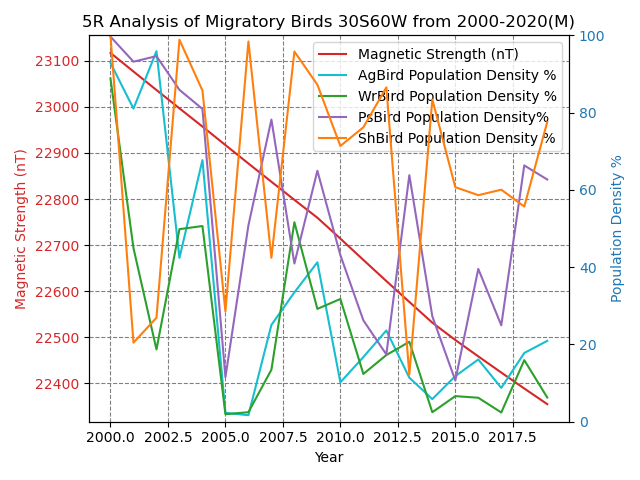 5R Analysis of Migratory Birds 30S60W from 2000-2020(M)
Magnetic Strength (nT)
AgBird Population Density %
WrBird Population Density %
PsBird Population Density%
ShBird Population Density %
Magnetic Strength (nT)
23100
23000
22900
22800
22700
22600
22500
22400
100
80
60
40
20
0
Population Density %
2000.0 2002.5 2005.0 2007.5 2010.0 2012.5 2015.0 2017.5
Year